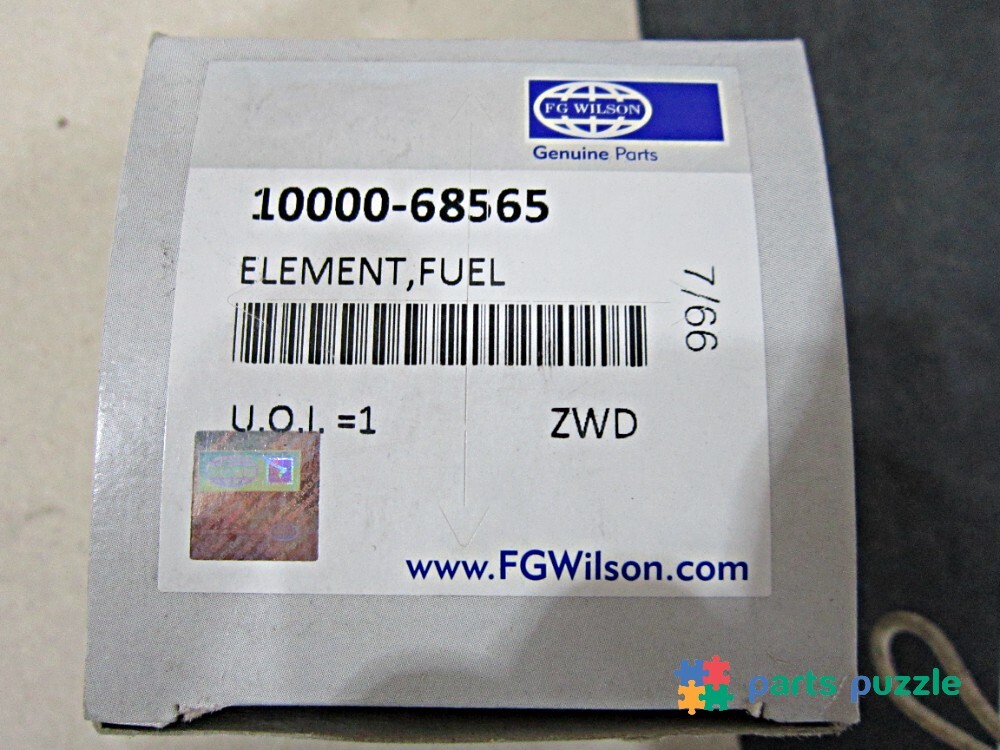 FG WILSON
Genuine Parts
10000-68565
ELEMENT,FUEL
7/66
U.O.I. =1
ZWD
www.FGWilson.com
parts puzzle